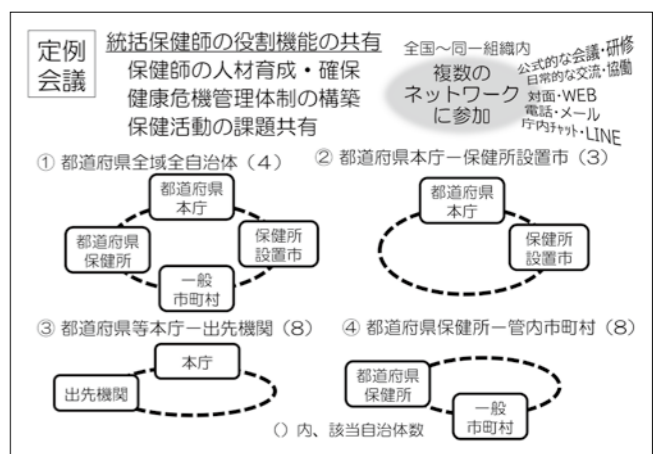 定例
会議
統括保健師の役割機能の共有
保健師の人材育成・確保
健康危機管理体制の構築
保健活動の課題共有
全国～同一組織内
複数の
ネットワーク
に参加
公式的な会議・研修
日常的な交流・協働
対面・WEB
電話・メール
庁内チャット・LINE
① 都道府県全域全自治体（4）
都道府県
本庁
都道府県
保健所
保健所
設置市
一般
市町村
② 都道府県本庁ー保健所設置市（3）
都道府県
本庁
保健所
設置市
③ 都道府県等本庁ー出先機関（8）
本庁
出先機関
④ 都道府県保健所ー管内市町村（8）
都道府県
保健所
一般
市町村
（）内、該当自治体数